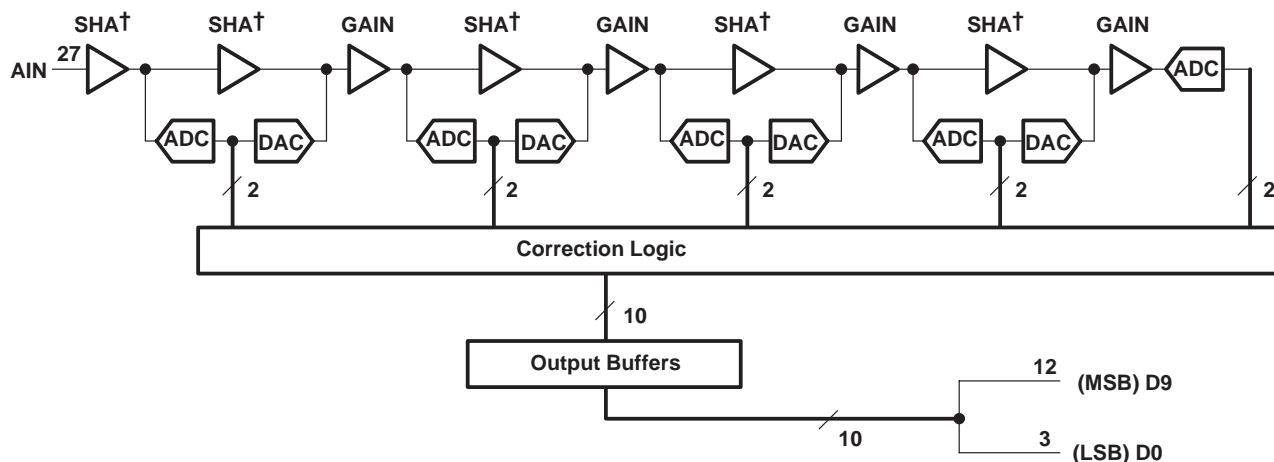 SHA† SHA† GAIN SHA† GAIN SHA† GAIN SHA† GAIN
AIN 27 ADC
ADC DAC ADC DAC ADC DAC ADC DAC
2 2 2 2 2
Correction Logic
10
Output Buffers
12 (MSB) D9
10
3 (LSB) D0